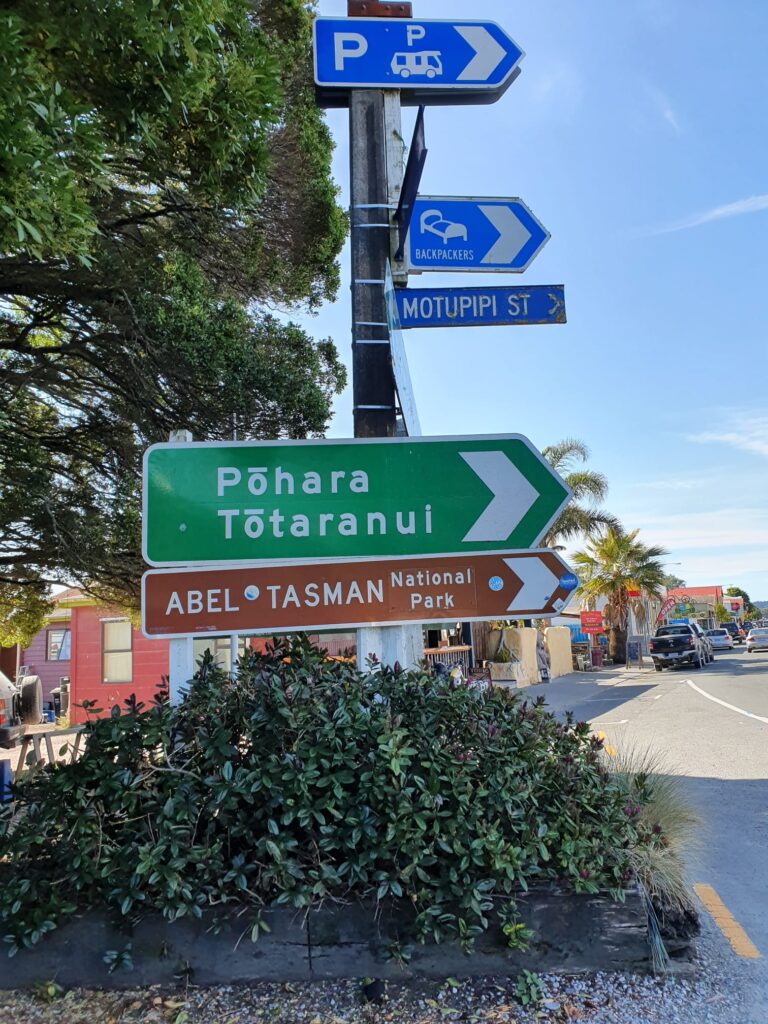 P
P
BACKPACKERS
MOTUPIPI ST
Pōhara
Tōtaranui
ABEL TASMAN National
Park